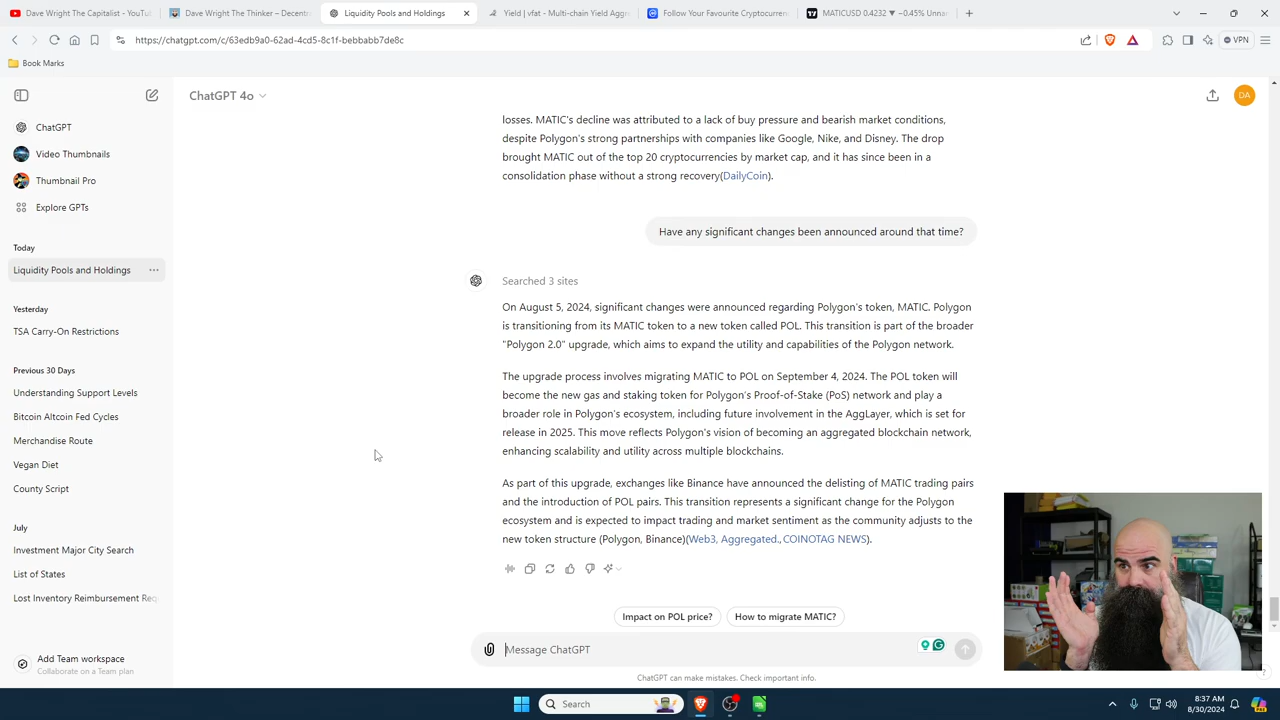 Dave Wright The Capitalist - YouTu
Dave Wright The Thinker – Decentr
Liquidity Pools and Holdings
Yield | vfat - Multi-chain Yield Aggr
Follow Your Favourite Cryptocurren
MATICUSD 0.4232 ▼ −0.45% Unnam
https://chatgpt.com/c/63edb9a0-62ad-4cd5-8c1f-bebbabb7de8c
VPN
Book Marks
ChatGPT 4o
DA
ChatGPT
Video Thumbnails
Thumbnail Pro
Explore GPTs
Today
Liquidity Pools and Holdings
Yesterday
TSA Carry-On Restrictions
Previous 30 Days
Understanding Support Levels
Bitcoin Altcoin Fed Cycles
Merchandise Route
Vegan Diet
County Script
July
Investment Major City Search
List of States
Lost Inventory Reimbursement Req
Add Team workspace
Collaborate on a Team plan
losses. MATIC's decline was attributed to a lack of buy pressure and bearish market conditions,
despite Polygon's strong partnerships with companies like Google, Nike, and Disney. The drop
brought MATIC out of the top 20 cryptocurrencies by market cap, and it has since been in a
consolidation phase without a strong recovery(DailyCoin).
Have any significant changes been announced around that time?
Searched 3 sites
On August 5, 2024, significant changes were announced regarding Polygon's token, MATIC. Polygon
is transitioning from its MATIC token to a new token called POL. This transition is part of the broader
"Polygon 2.0" upgrade, which aims to expand the utility and capabilities of the Polygon network.
The upgrade process involves migrating MATIC to POL on September 4, 2024. The POL token will
become the new gas and staking token for Polygon's Proof-of-Stake (PoS) network and play a
broader role in Polygon's ecosystem, including future involvement in the AggLayer, which is set for
release in 2025. This move reflects Polygon's vision of becoming an aggregated blockchain network,
enhancing scalability and utility across multiple blockchains.
As part of this upgrade, exchanges like Binance have announced the delisting of MATIC trading pairs
and the introduction of POL pairs. This transition represents a significant change for the Polygon
ecosystem and is expected to impact trading and market sentiment as the community adjusts to the
new token structure (Polygon, Binance)(Web3, Aggregated., COINOTAG NEWS).
Impact on POL price?
How to migrate MATIC?
Message ChatGPT
ChatGPT can make mistakes. Check important info.
?
Search
8:37 AM
8/30/2024